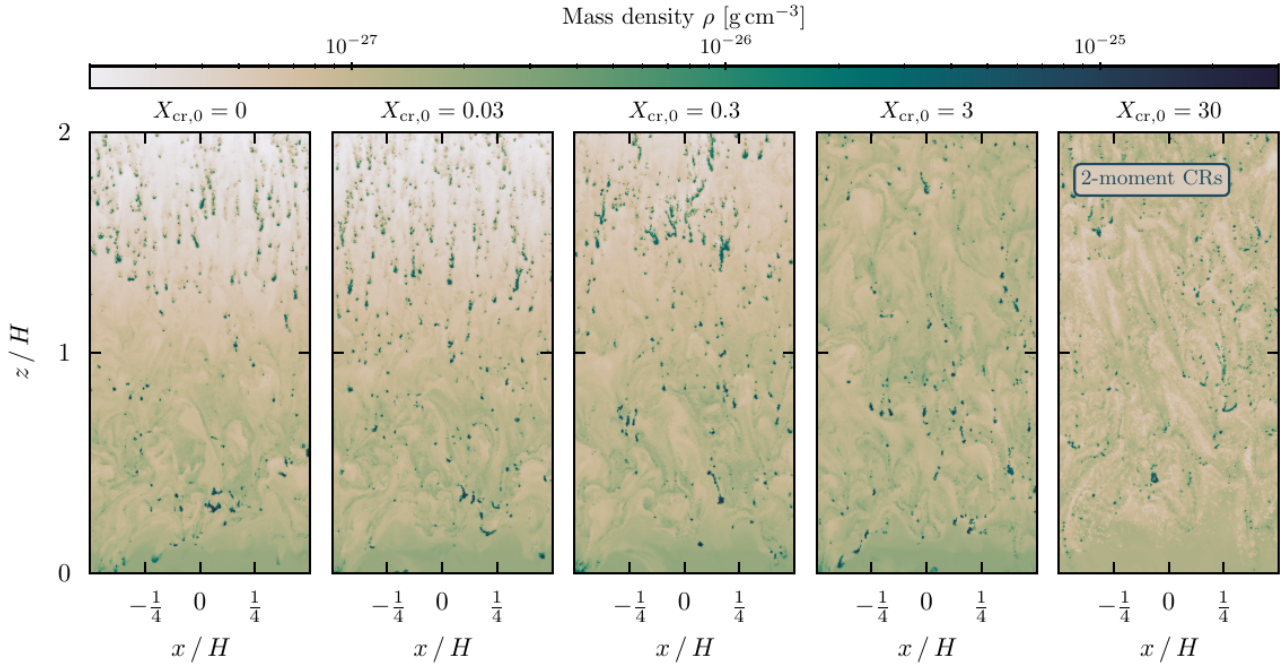 Mass density ρ [g cm⁻³]
10⁻²⁷ 10⁻²⁶ 10⁻²⁵
X_cr,0 = 0 X_cr,0 = 0.03 X_cr,0 = 0.3 X_cr,0 = 3 X_cr,0 = 30
2
2-moment CRs
z / H
1
0
−1/4 0 1/4 −1/4 0 1/4 −1/4 0 1/4 −1/4 0 1/4 −1/4 0 1/4
x / H x / H x / H x / H x / H